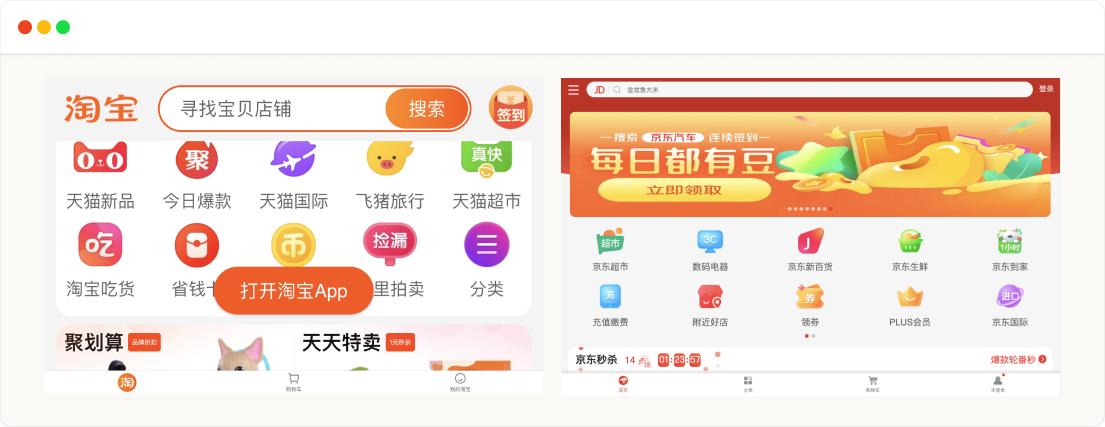 淘宝
寻找宝贝店铺
搜索
签到
聚
真快
天猫新品
今日爆款
天猫国际
飞猪旅行
天猫超市
吃
币
捡漏
淘宝吃货
省钱卡
里拍卖
分类
打开淘宝App
聚划算
品牌折扣
天天特卖
1元秒杀
淘
购物车
我的淘宝
JD
金龙鱼大米
登录
搜索 京东汽车 连续签到
每日都有豆
立即领取
超市
3C
J
1小时
京东超市
数码电器
京东新百货
京东生鲜
京东到家
充
券
进口
充值缴费
附近好店
领券
PLUS会员
京东国际
京东秒杀
14 点场
01:23:57
爆款轮番秒
首页
分类
购物车
未登录